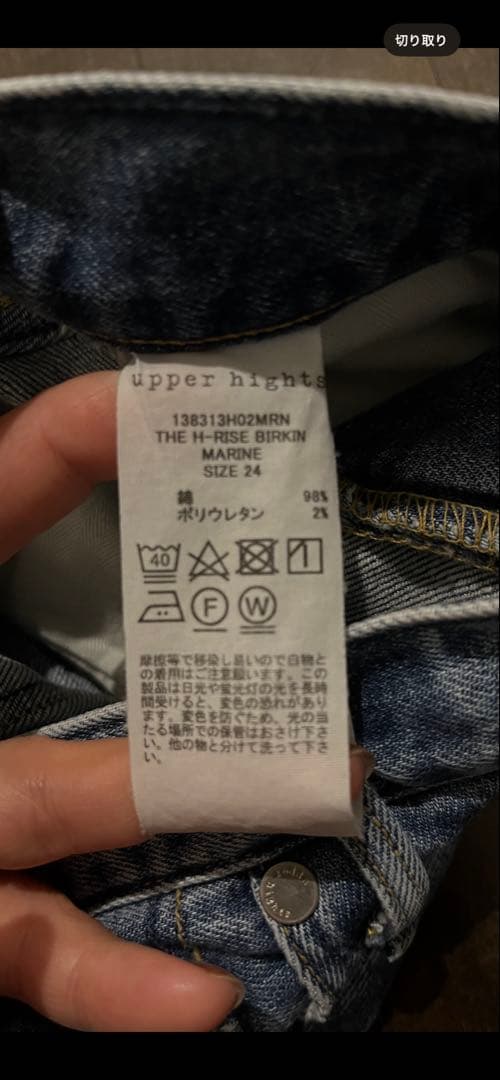 切り取り
upper hights
138313H02MRN
THE H-RISE BIRKIN
MARINE
SIZE 24
綿 98%
ポリウレタン 2%
40
F W
摩擦等で移染し易いので白物と
の着用はご注意願います。この
製品は日光や蛍光灯の光を長時
間受けると、変色の恐れがあり
ます。変色を防ぐため、光の当
たる場所での保管はおさけ下さ
い。他の物と分けて洗って下さ
い。